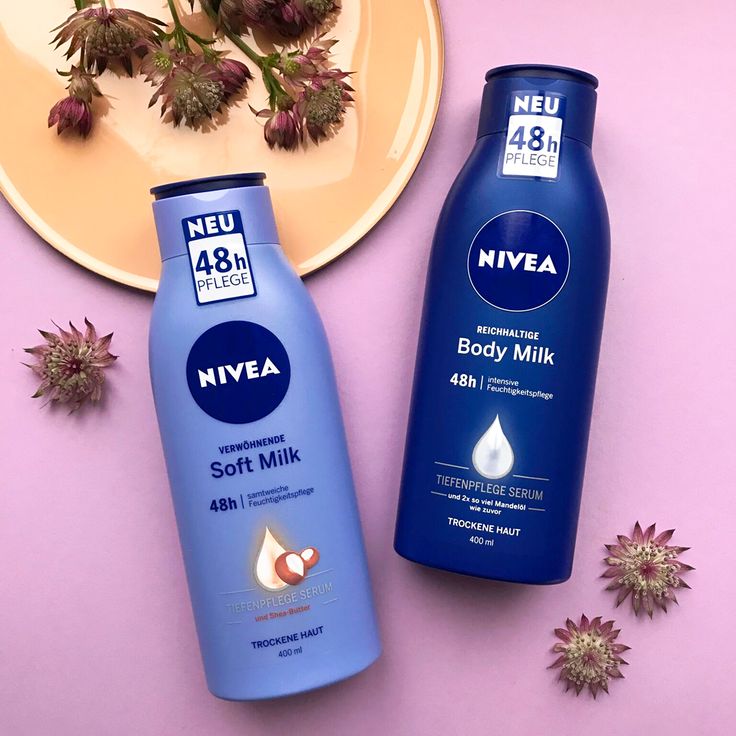 NEU
48h
PFLEGE
NIVEA
VERWÖHNENDE
Soft Milk
48h
samtweiche
Feuchtigkeitspflege
TIEFENPFLEGE SERUM
und Shea-Butter
TROCKENE HAUT
400 ml
NEU
48h
PFLEGE
NIVEA
REICHHALTIGE
Body Milk
48h
intensive
Feuchtigkeitspflege
TIEFENPFLEGE SERUM
und 2x so viel Mandelöl
wie zuvor
TROCKENE HAUT
400 ml